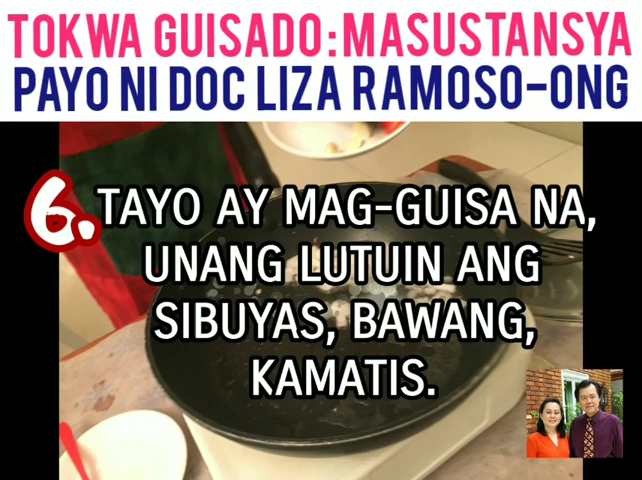 TOKWA GUISADO: MASUSTANSYA
PAYO NI DOC LIZA RAMOSO-ONG
6. TAYO AY MAG-GUISA NA,
UNANG LUTUIN ANG
SIBUYAS, BAWANG,
KAMATIS.